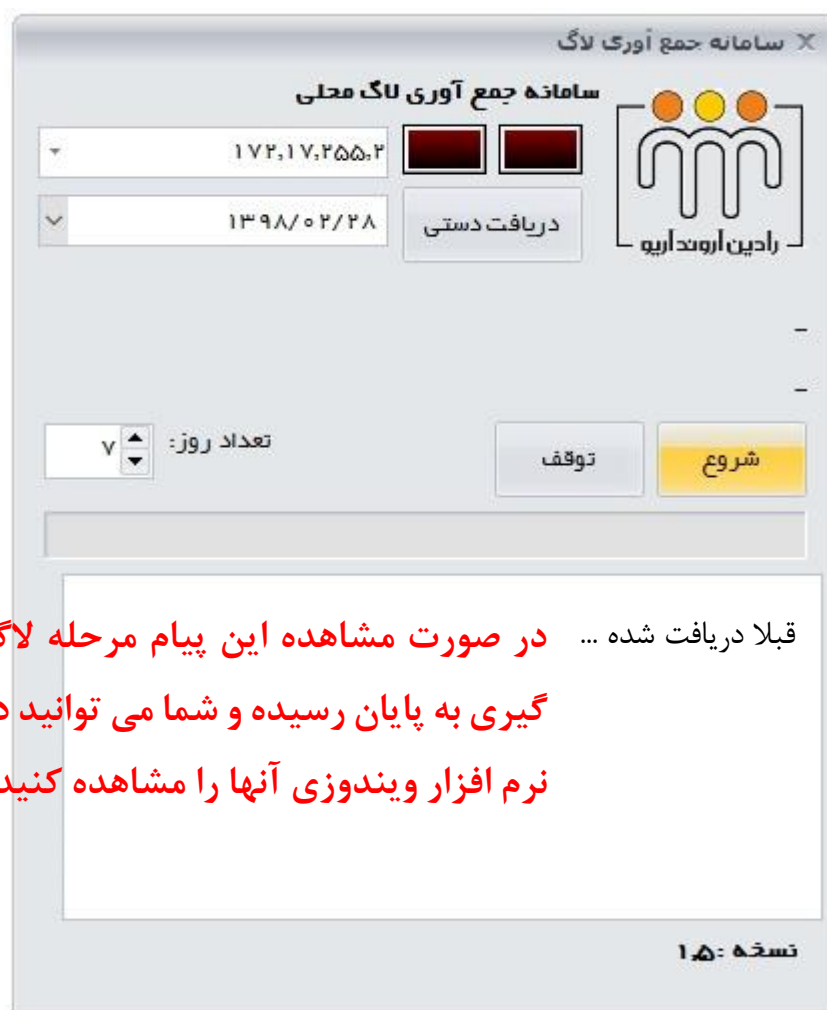 سامانه جمع آوری لاگ
سامانه جمع آوری لاگ محلی
۱۷۲,۱۷,۲۵۵,۲
۱۳۹۸/۰۲/۲۸
دریافت دستی
رادین اروند اریو
-
-
شروع
توقف
تعداد روز:
۷
قبلا دریافت شده ...
در صورت مشاهده این پیام مرحله لاگ
گیری به پایان رسیده و شما می توانید د
نرم افزار ویندوزی آنها را مشاهده کنید
نسخه :۱.۵